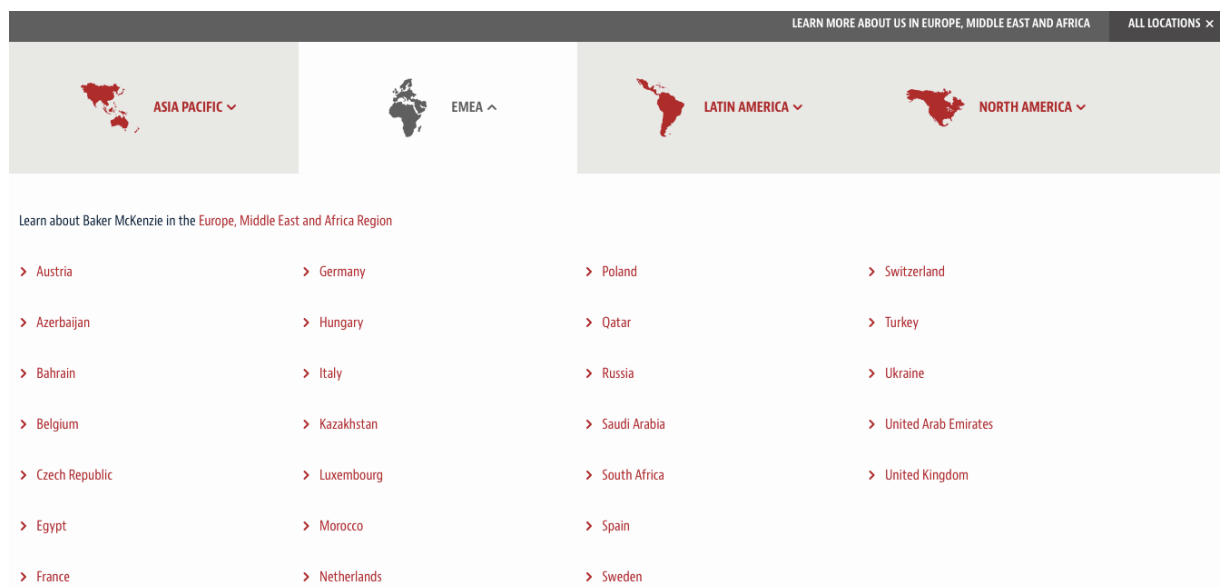 LEARN MORE ABOUT US IN EUROPE, MIDDLE EAST AND AFRICA
ALL LOCATIONS ×
ASIA PACIFIC
EMEA
LATIN AMERICA
NORTH AMERICA
Learn about Baker McKenzie in the Europe, Middle East and Africa Region
Austria
Azerbaijan
Bahrain
Belgium
Czech Republic
Egypt
France
Germany
Hungary
Italy
Kazakhstan
Luxembourg
Morocco
Netherlands
Poland
Qatar
Russia
Saudi Arabia
South Africa
Spain
Sweden
Switzerland
Turkey
Ukraine
United Arab Emirates
United Kingdom